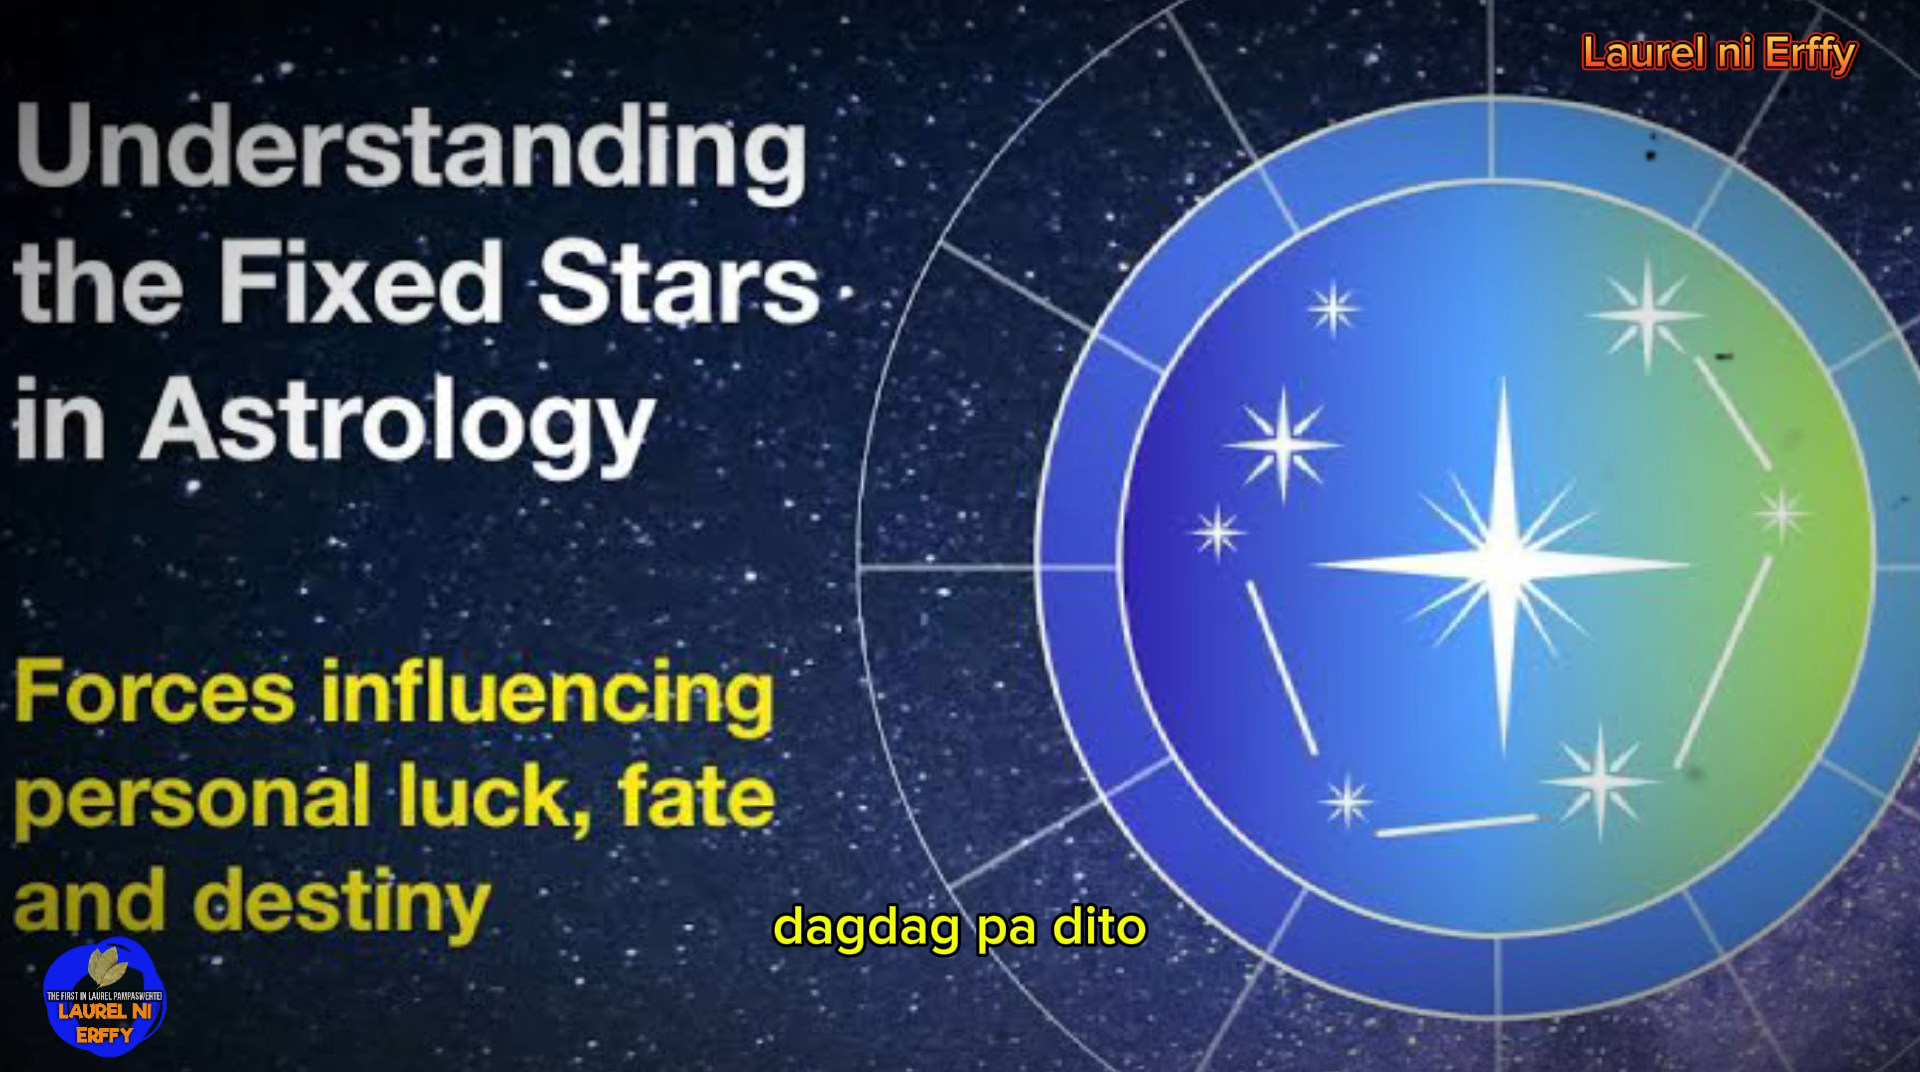 Laurel ni Erffy
Understanding
the Fixed Stars
in Astrology
Forces influencing
personal luck, fate
and destiny
dagdag pa dito
THE FIRST IN LAUREL PAMPASWERTE!
LAUREL NI
ERFFY